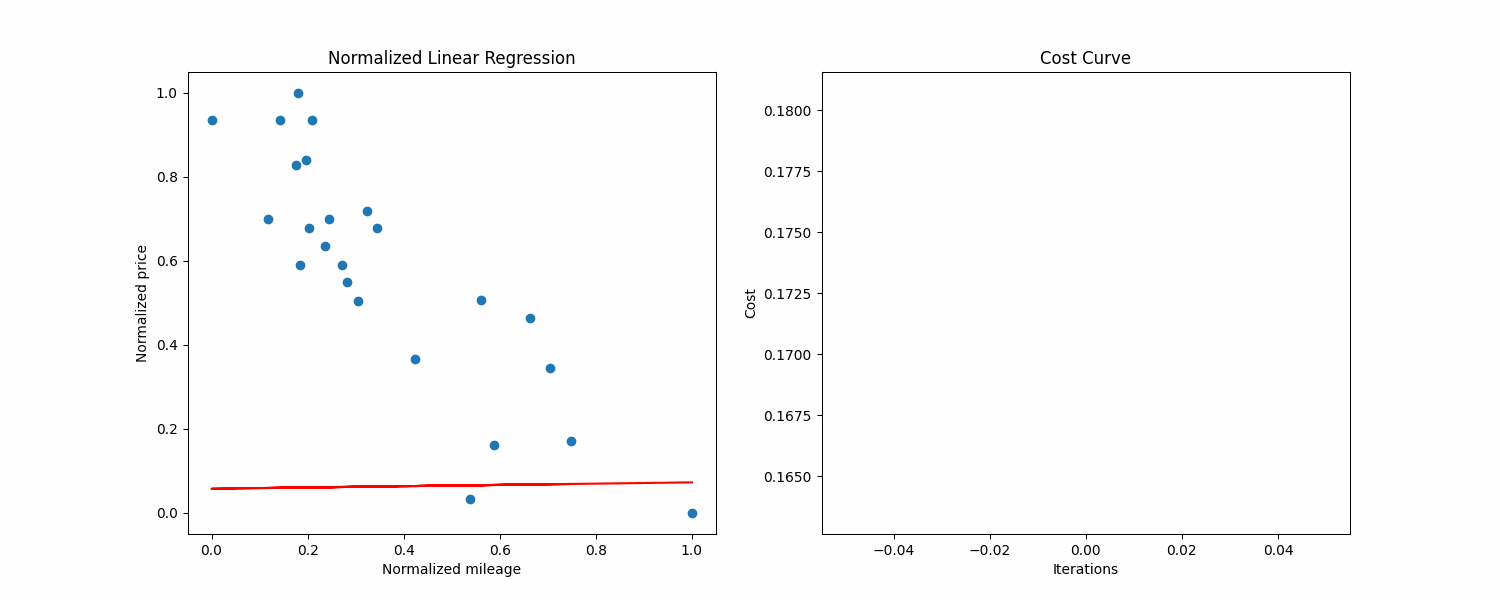 Normalized Linear Regression
1.0
0.8
0.6
0.4
0.2
0.0
Normalized price
0.0 0.2 0.4 0.6 0.8 1.0
Normalized mileage
Cost Curve
0.1800
0.1775
0.1750
0.1725
0.1700
0.1675
0.1650
Cost
−0.04 −0.02 0.00 0.02 0.04
Iterations